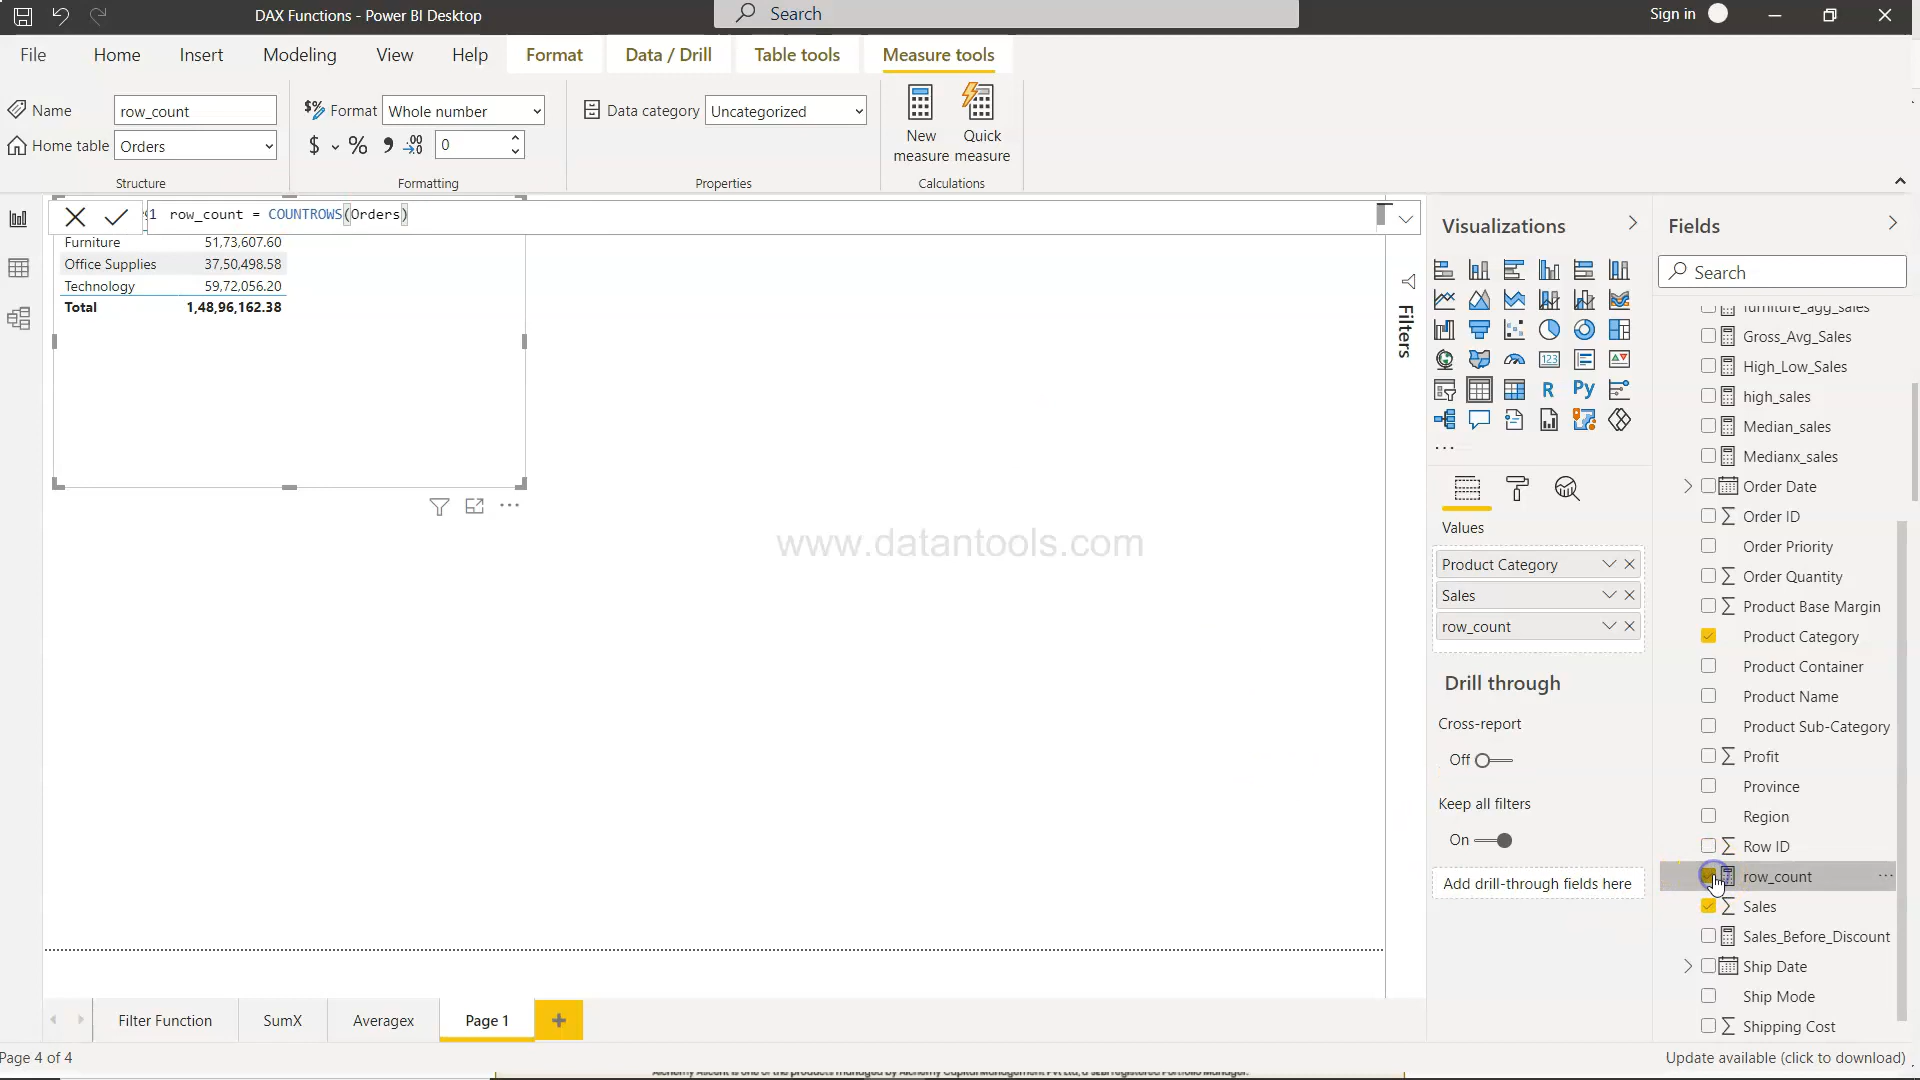 DAX Functions - Power BI Desktop
Search
Sign in
File
Home
Insert
Modeling
View
Help
Format
Data / Drill
Table tools
Measure tools
Name
row_count
Home table
Orders
Structure
Format
Whole number
$
%
0
Formatting
Data category
Uncategorized
Properties
New
measure
Quick
measure
Calculations
1 row_count = COUNTROWS(Orders)
Furniture 51,73,607.60
Office Supplies 37,50,498.58
Technology 59,72,056.20
Total 1,48,96,162.38
www.datantools.com
Filters
Visualizations
123
R
Py
Values
Product Category
Sales
row_count
Drill through
Cross-report
Off
Keep all filters
On
Add drill-through fields here
Fields
Search
furniture_agg_sales
Gross_Avg_Sales
High_Low_Sales
high_sales
Median_sales
Medianx_sales
Order Date
Order ID
Order Priority
Order Quantity
Product Base Margin
Product Category
Product Container
Product Name
Product Sub-Category
Profit
Province
Region
Row ID
row_count
Sales
Sales_Before_Discount
Ship Date
Ship Mode
Shipping Cost
Filter Function
SumX
Averagex
Page 1
Page 4 of 4
Update available (click to download)